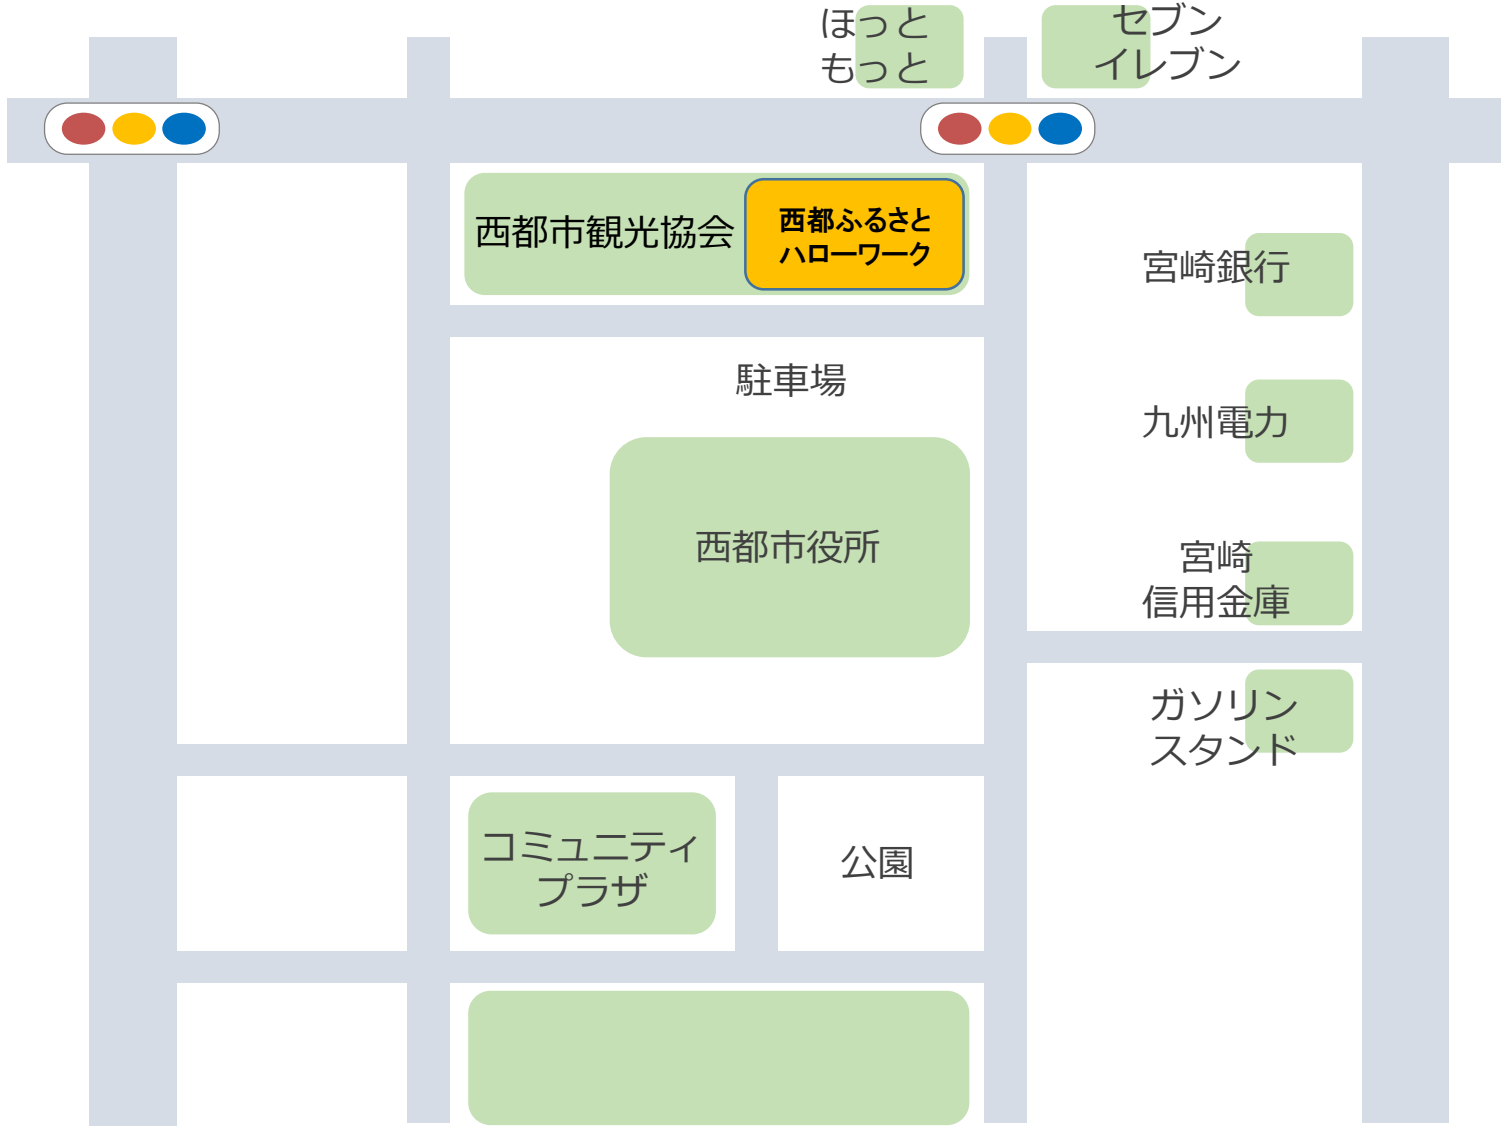 ほっと
もっと
セブン
イレブン
西都市観光協会
西都ふるさと
ハローワーク
宮崎銀行
駐車場
九州電力
西都市役所
宮崎
信用金庫
ガソリン
スタンド
コミュニティ
プラザ
公園